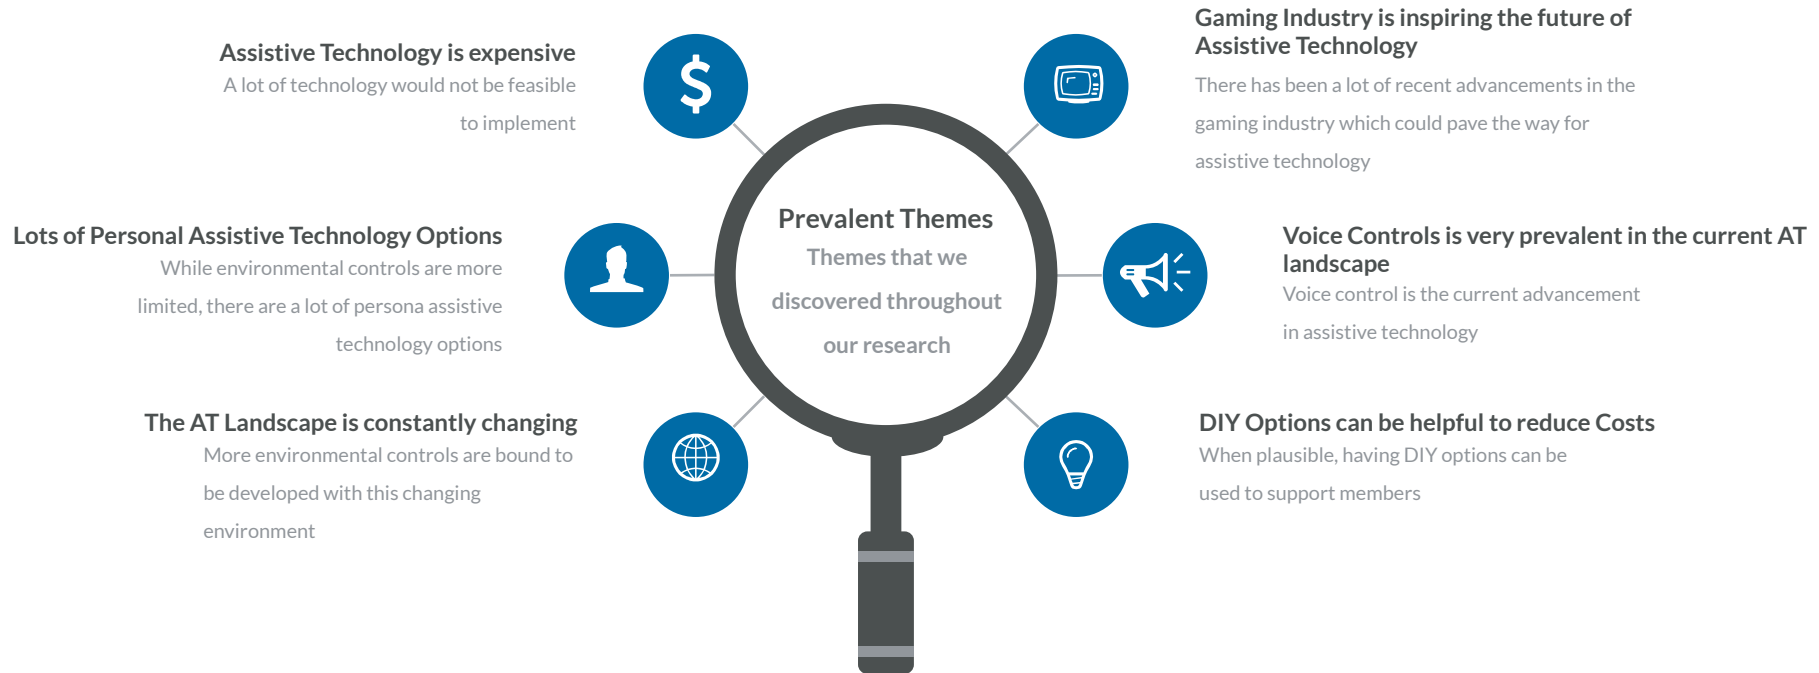 Assistive Technology is expensive
A lot of technology would not be feasible
to implement
Lots of Personal Assistive Technology Options
While environmental controls are more
limited, there are a lot of persona assistive
technology options
The AT Landscape is constantly changing
More environmental controls are bound to
be developed with this changing
environment
Prevalent Themes
Themes that we
discovered throughout
our research
Gaming Industry is inspiring the future of
Assistive Technology
There has been a lot of recent advancements in the
gaming industry which could pave the way for
assistive technology
Voice Controls is very prevalent in the current AT
landscape
Voice control is the current advancement
in assistive technology
DIY Options can be helpful to reduce Costs
When plausible, having DIY options can be
used to support members